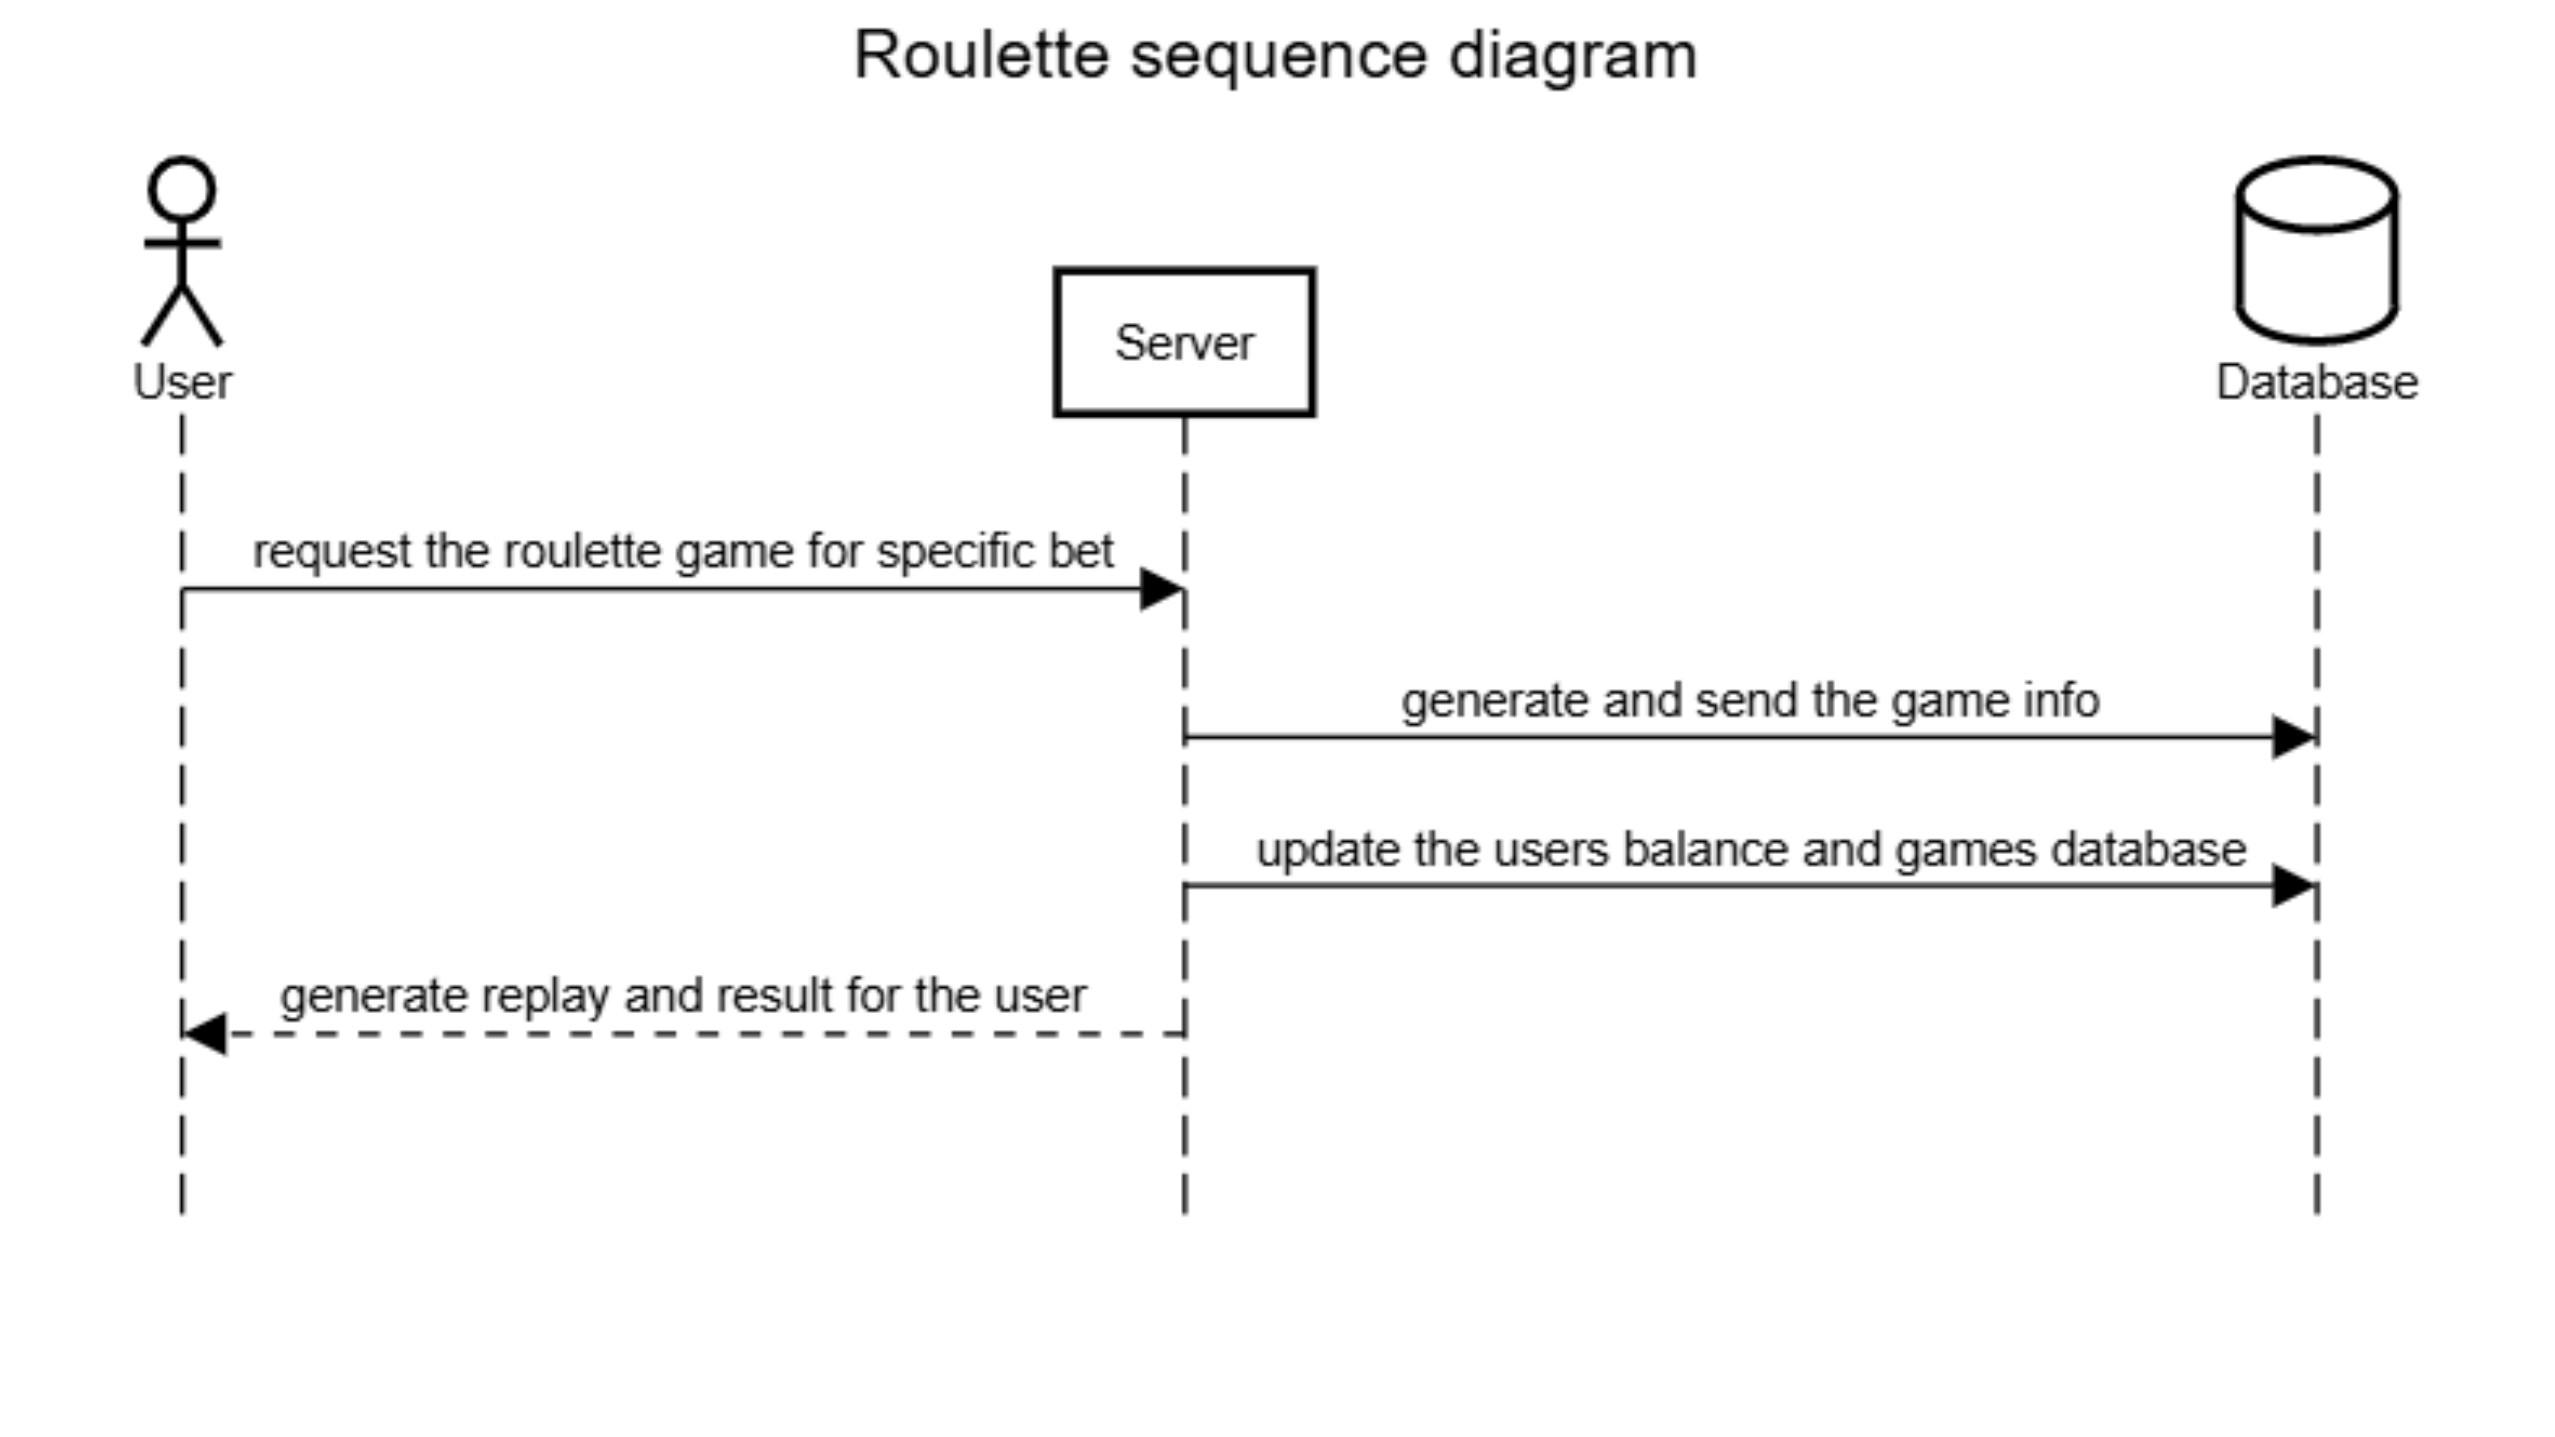 Roulette sequence diagram
User
Server
Database
request the roulette game for specific bet
generate and send the game info
update the users balance and games database
generate replay and result for the user